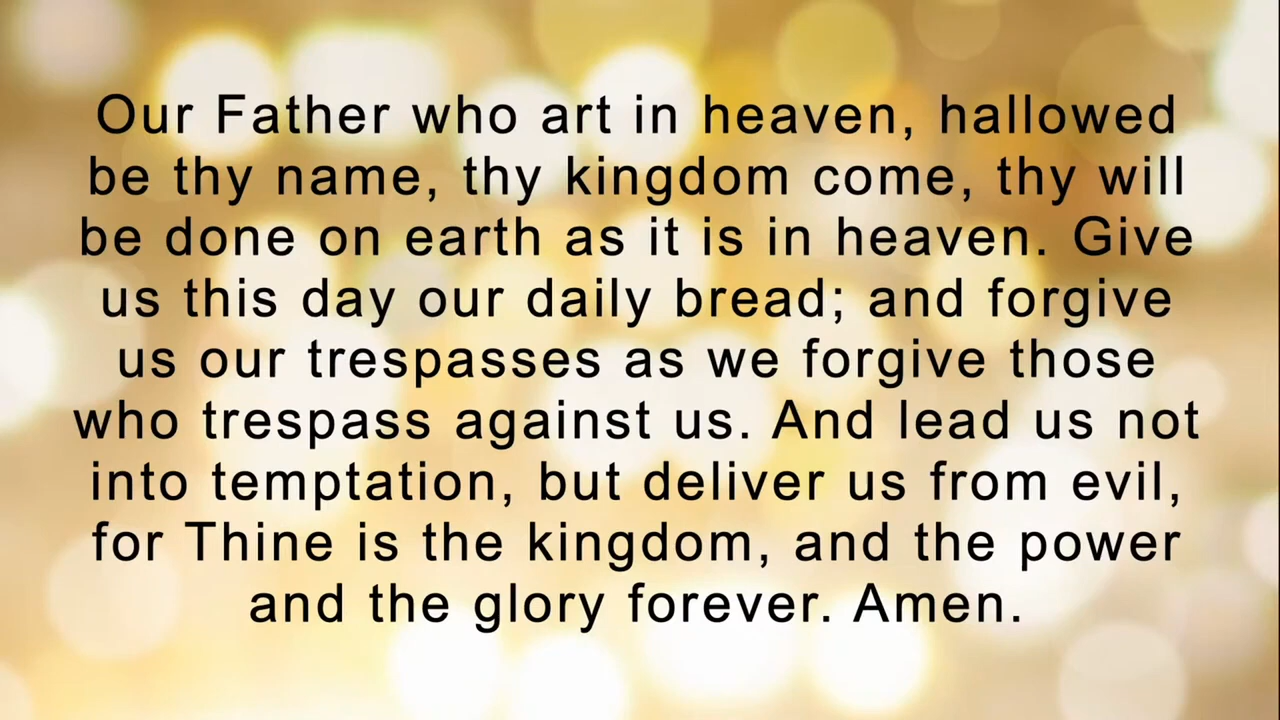 Our Father who art in heaven, hallowed
be thy name, thy kingdom come, thy will
be done on earth as it is in heaven. Give
us this day our daily bread; and forgive
us our trespasses as we forgive those
who trespass against us. And lead us not
into temptation, but deliver us from evil,
for Thine is the kingdom, and the power
and the glory forever. Amen.